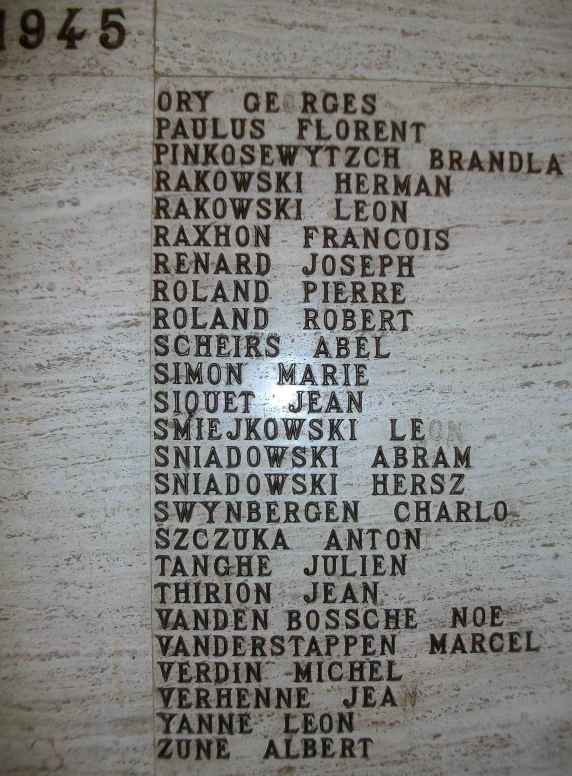 1945
ORY GEORGES
PAULUS FLORENT
PINKOSEWYTZCH BRANDLA
RAKOWSKI HERMAN
RAKOWSKI LEON
RAXHON FRANCOIS
RENARD JOSEPH
ROLAND PIERRE
ROLAND ROBERT
SCHEIRS ABEL
SIMON MARIE
SIQUET JEAN
SMIEJKOWSKI LEON
SNIADOWSKI ABRAM
SNIADOWSKI HERSZ
SWYNBERGEN CHARLO
SZCZUKA ANTON
TANGHE JULIEN
THIRION JEAN
VANDEN BOSSCHE NOE
VANDERSTAPPEN MARCEL
VERDIN MICHEL
VERHENNE JEAN
YANNE LEON
ZUNE ALBERT